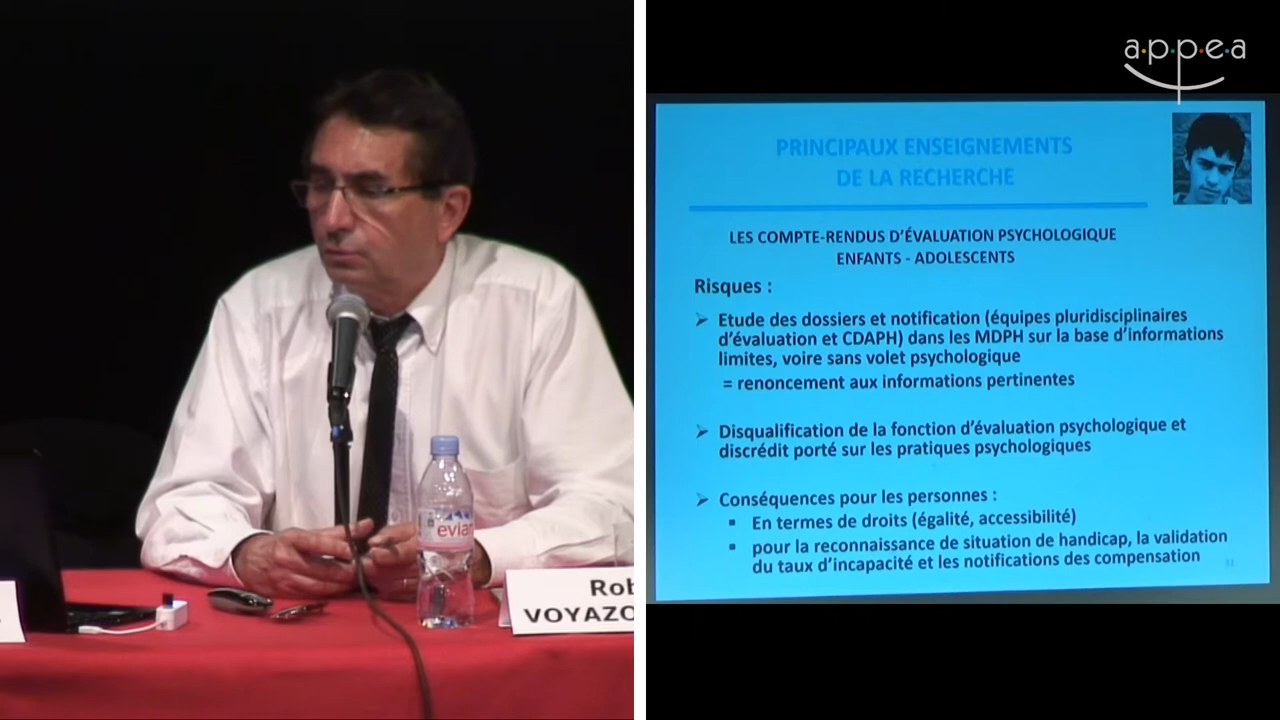 a.p.p.e.a
PRINCIPAUX ENSEIGNEMENTS
DE LA RECHERCHE
LES COMPTE-RENDUS D'ÉVALUATION PSYCHOLOGIQUE
ENFANTS - ADOLESCENTS
Risques :
➢ Etude des dossiers et notification (équipes pluridisciplinaires
d'évaluation et CDAPH) dans les MDPH sur la base d'informations
limites, voire sans volet psychologique
= renoncement aux informations pertinentes
➢ Disqualification de la fonction d'évaluation psychologique et
discrédit porté sur les pratiques psychologiques
➢ Conséquences pour les personnes :
▪ En termes de droits (égalité, accessibilité)
▪ pour la reconnaissance de situation de handicap, la validation
du taux d'incapacité et les notifications des compensation
31
evian
Rob
VOYAZO